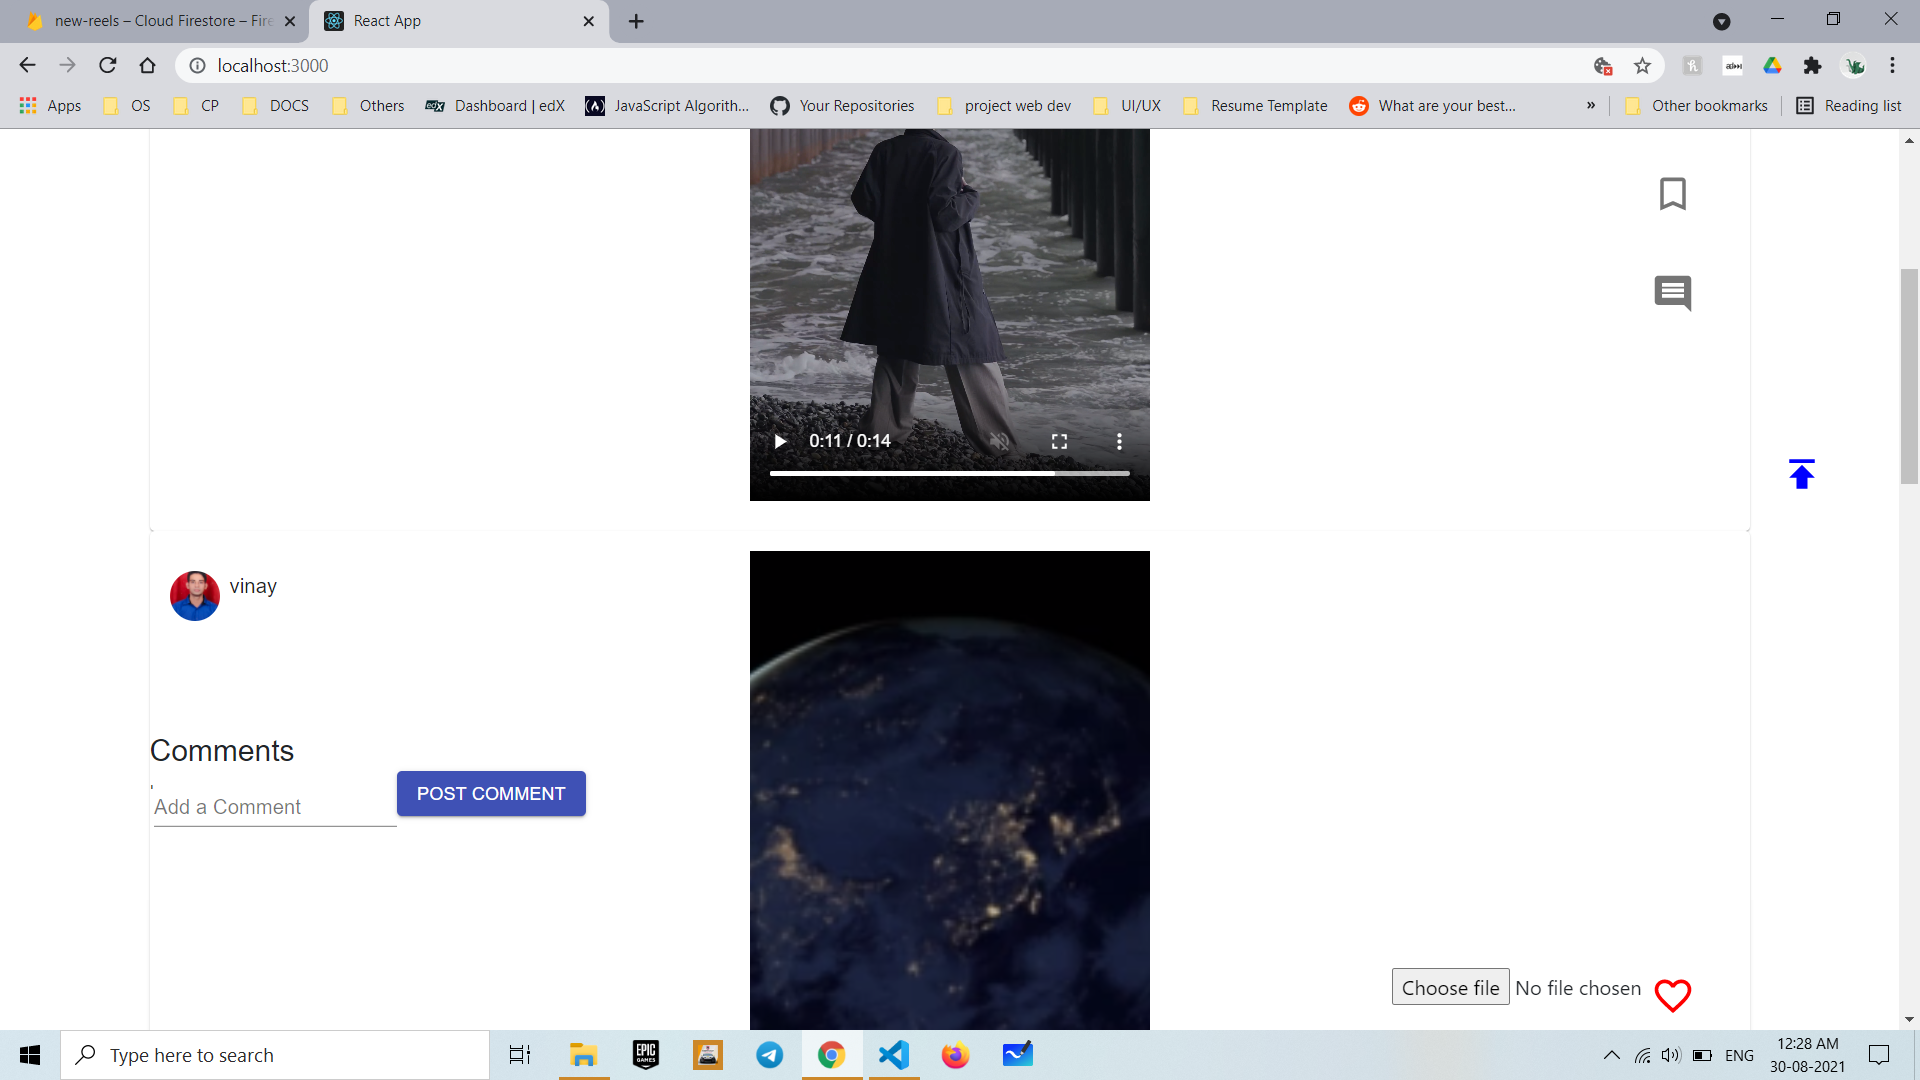 new-reels – Cloud Firestore – Fire
React App
localhost:3000
Apps
OS
CP
DOCS
Others
edX
Dashboard | edX
JavaScript Algorith...
Your Repositories
project web dev
UI/UX
Resume Template
What are your best...
»
Other bookmarks
Reading list
0:11 / 0:14
vinay
Comments
Add a Comment
POST COMMENT
Choose file No file chosen
Type here to search
EPIC
GAMES
ENG
12:28 AM
30-08-2021